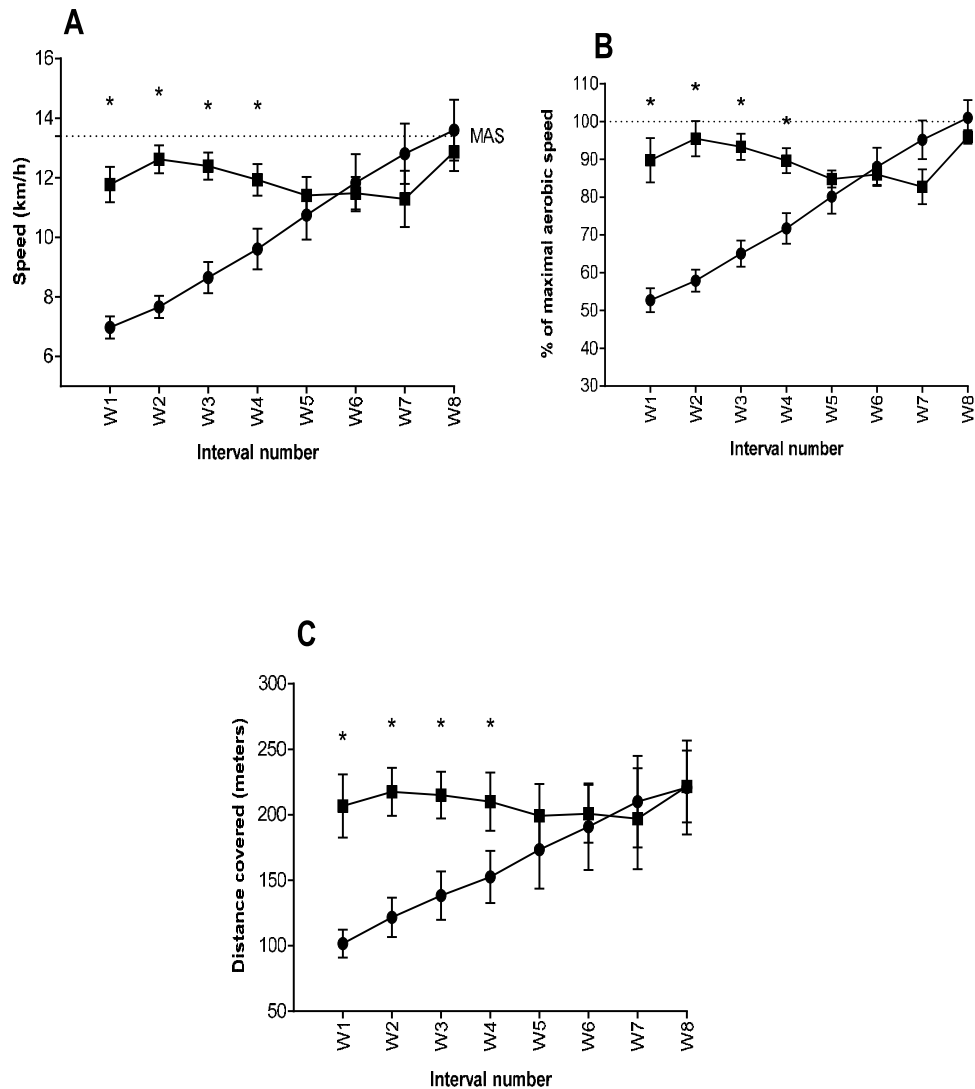 A
16
14
12
10
8
6
Speed (km/h)
* * * *
MAS
W1 W2 W3 W4 W5 W6 W7 W8
Interval number
B
110
100
90
80
70
60
50
40
30
% of maximal aerobic speed
* * * *
W1 W2 W3 W4 W5 W6 W7 W8
Interval number
C
300
250
200
150
100
50
Distance covered (meters)
* * * *
W1 W2 W3 W4 W5 W6 W7 W8
Interval number